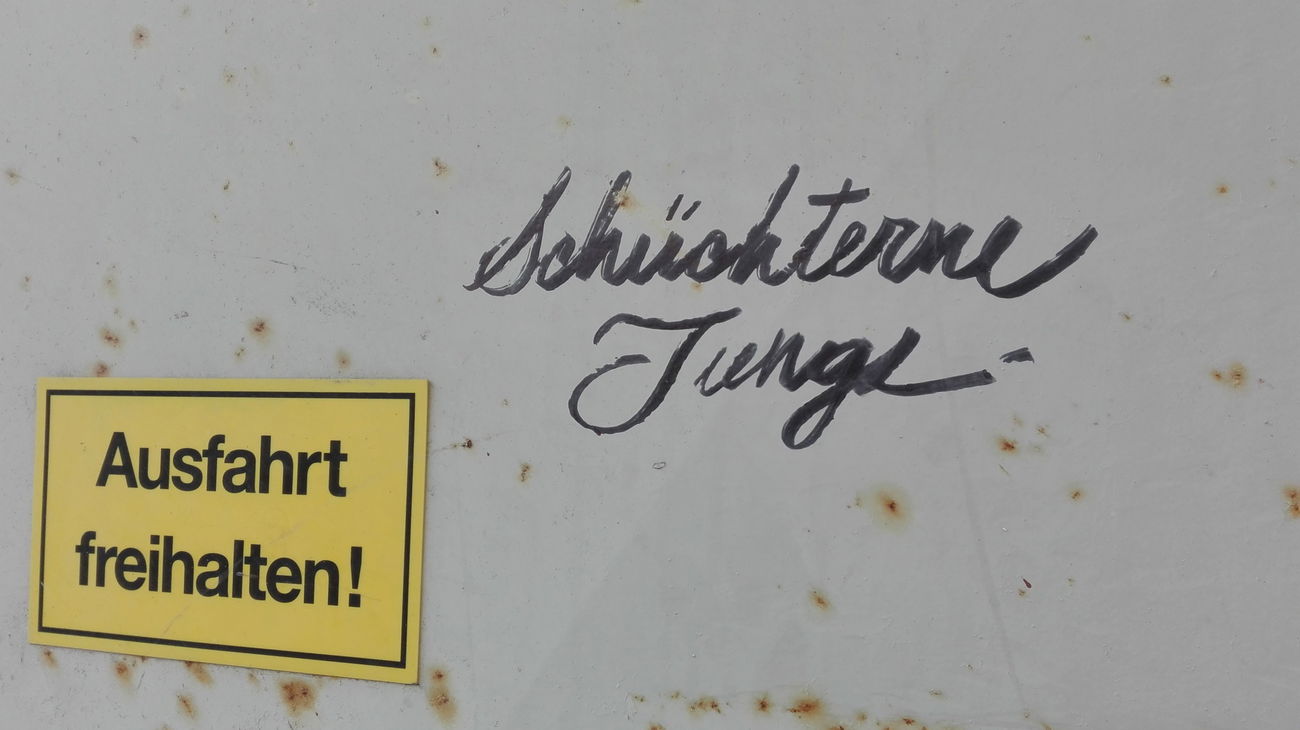 Schüchterne
Jungs
Ausfahrt
freihalten!